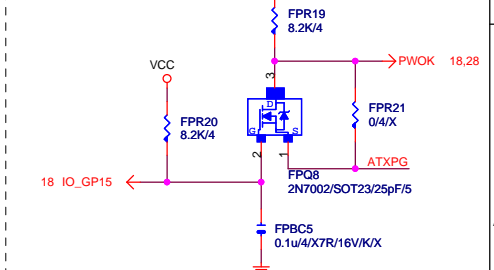 FPR19
8.2K/4
PWOK 18,28
VCC
3
D
FPR20
8.2K/4
FPR21
0/4/X
G S
2
1
ATXPG
18 IO_GP15
FPQ8
2N7002/SOT23/25pF/5
FPBC5
0.1u/4/X7R/16V/K/X